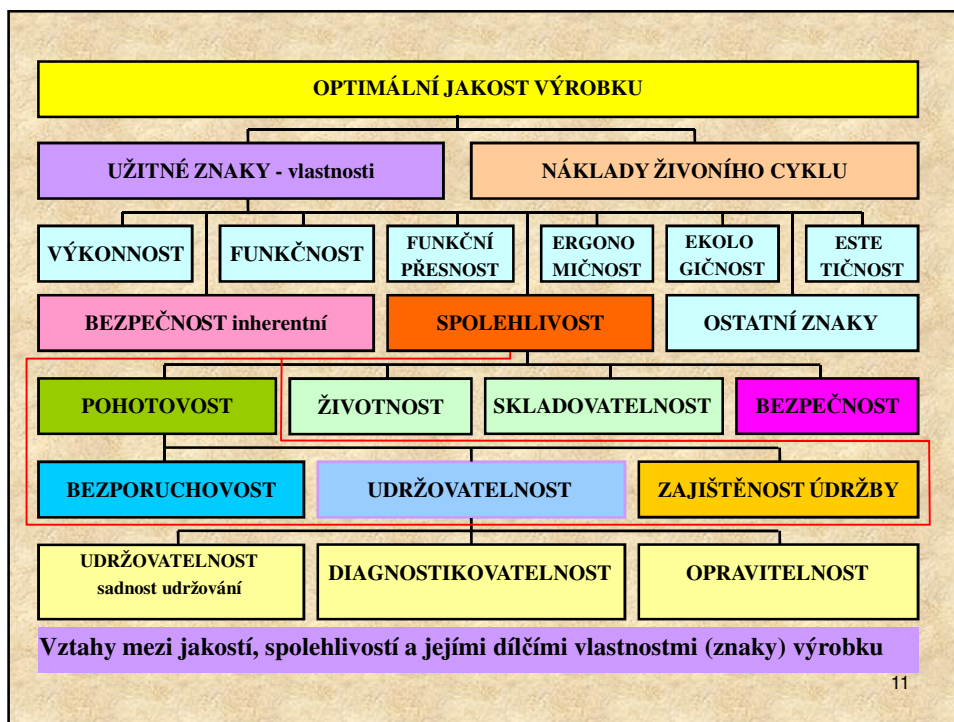 OPTIMÁLNÍ JAKOST VÝROBKU
UŽITNÉ ZNAKY - vlastnosti
NÁKLADY ŽIVONÍHO CYKLU
VÝKONNOST
FUNKČNOST
FUNKČNÍ
PŘESNOST
ERGONO
MIČNOST
EKOLO
GIČNOST
ESTE
TIČNOST
BEZPEČNOST inherentní
SPOLEHLIVOST
OSTATNÍ ZNAKY
POHOTOVOST
ŽIVOTNOST
SKLADOVATELNOST
BEZPEČNOST
BEZPORUCHOVOST
UDRŽOVATELNOST
ZAJIŠTĚNOST ÚDRŽBY
UDRŽOVATELNOST
sadnost udržování
DIAGNOSTIKOVATELNOST
OPRAVITELNOST
Vztahy mezi jakostí, spolehlivostí a jejími dílčími vlastnostmi (znaky) výrobku
11